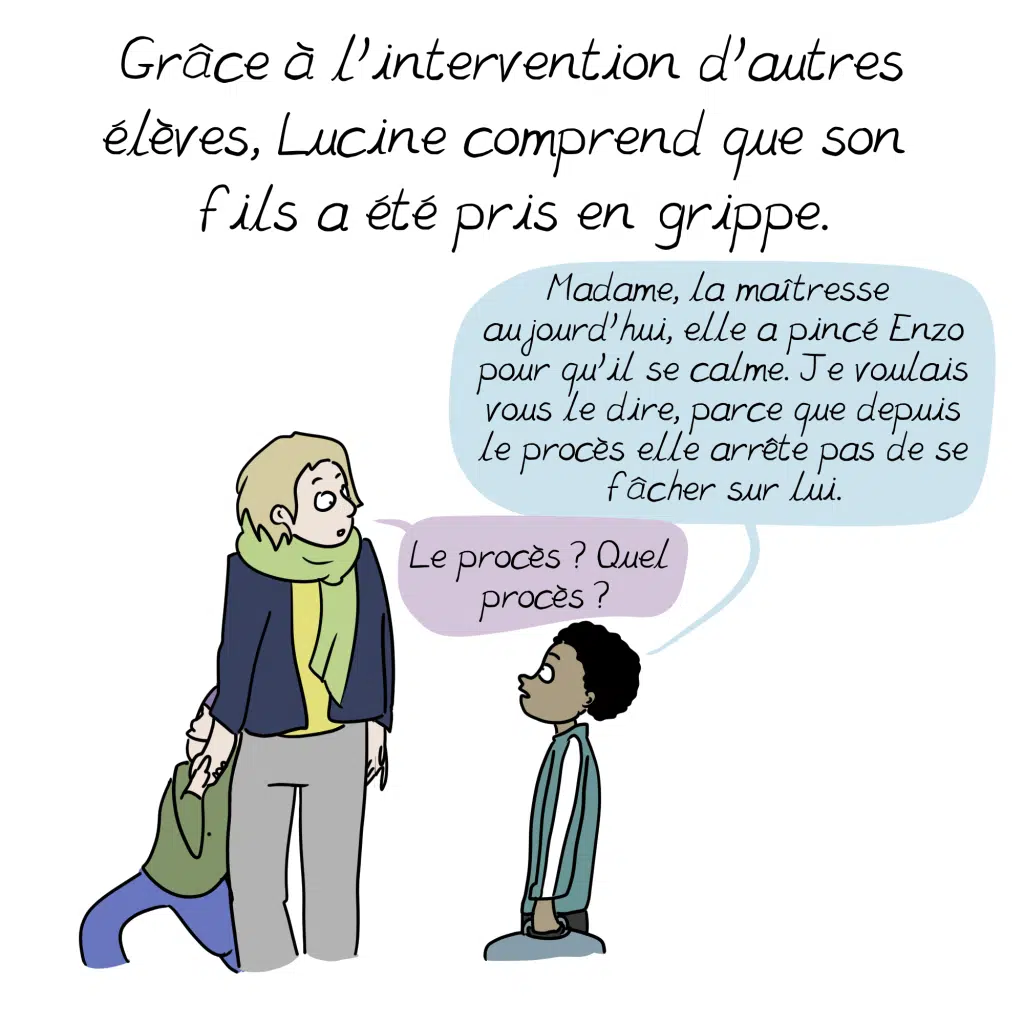 Grâce à l'intervention d'autres
élèves, Lucine comprend que son
fils a été pris en grippe.
Madame, la maîtresse
aujourd'hui, elle a pincé Enzo
pour qu'il se calme. Je voulais
vous le dire, parce que depuis
le procès elle arrête pas de se
fâcher sur lui.
Le procès ? Quel
procès ?